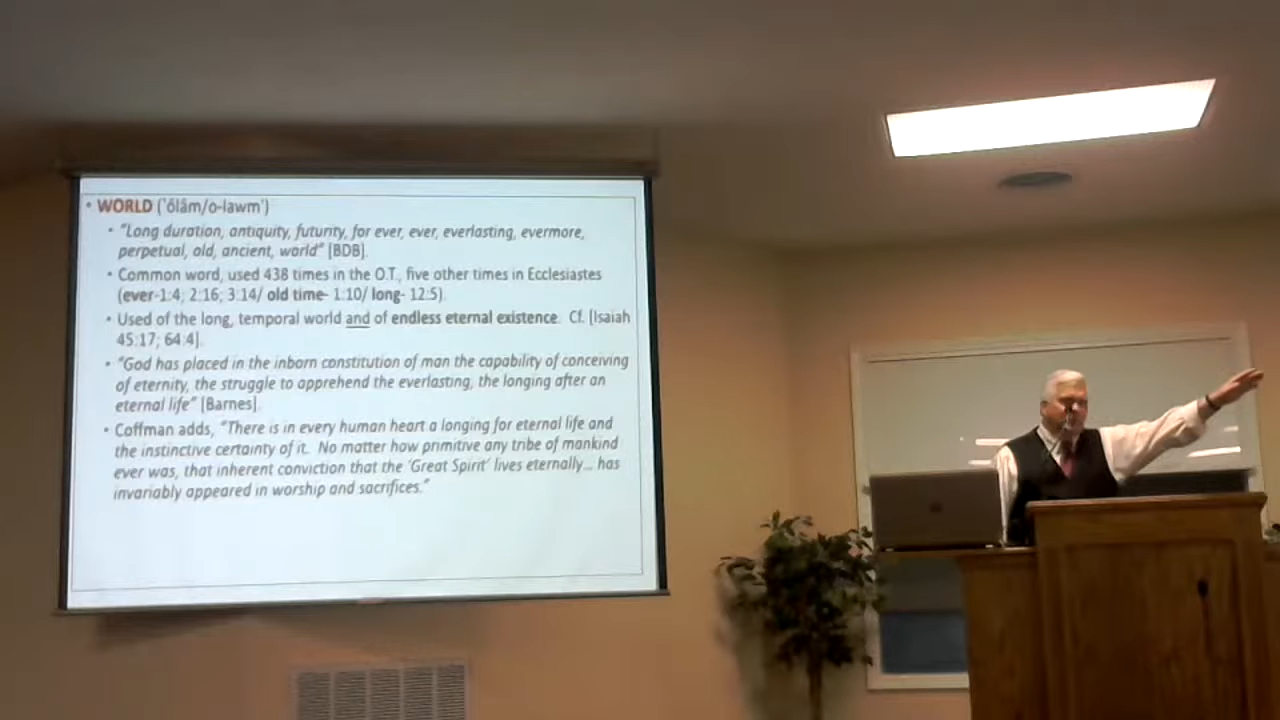 • WORLD (‛ôlâm/o-lawm')
• "Long duration, antiquity, futurity, for ever, ever, everlasting, evermore,
perpetual, old, ancient, world" [BDB].
• Common word, used 438 times in the O.T., five other times in Ecclesiastes
(ever-1:4; 2:16; 3:14/ old time- 1:10/ long- 12:5).
• Used of the long, temporal world and of endless eternal existence. Cf. [Isaiah
45:17; 64:4].
• "God has placed in the inborn constitution of man the capability of conceiving
of eternity, the struggle to apprehend the everlasting, the longing after an
eternal life" [Barnes].
• Coffman adds, "There is in every human heart a longing for eternal life and
the instinctive certainty of it. No matter how primitive any tribe of mankind
ever was, that inherent conviction that the 'Great Spirit' lives eternally... has
invariably appeared in worship and sacrifices."